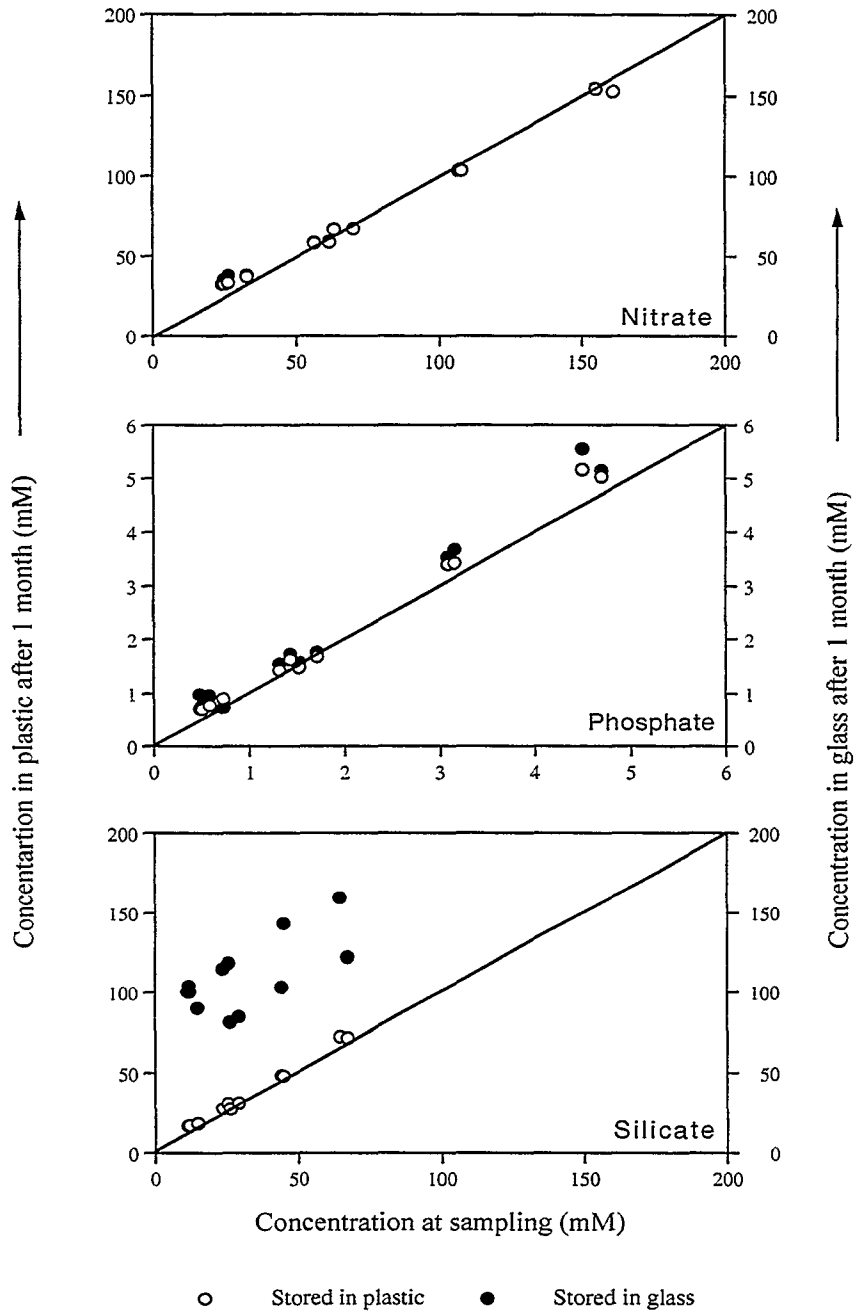 200 200
150 150
100 100
50 50
0 0
Nitrate
0 50 100 150 200
6 6
5 5
4 4
3 3
2 2
1 1
0 0
Phosphate
0 1 2 3 4 5 6
200 200
150 150
100 100
50 50
0 0
Silicate
0 50 100 150 200
Concentartion in plastic after 1 month (mM)
Concentration in glass after 1 month (mM)
Concentration at sampling (mM)
Stored in plastic Stored in glass